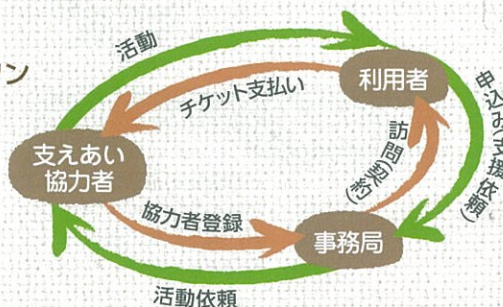 ン
活動
チケット支払い
利用者
申込み(支援依頼)
訪問(契約)
支えあい
協力者
協力者登録
事務局
活動依頼